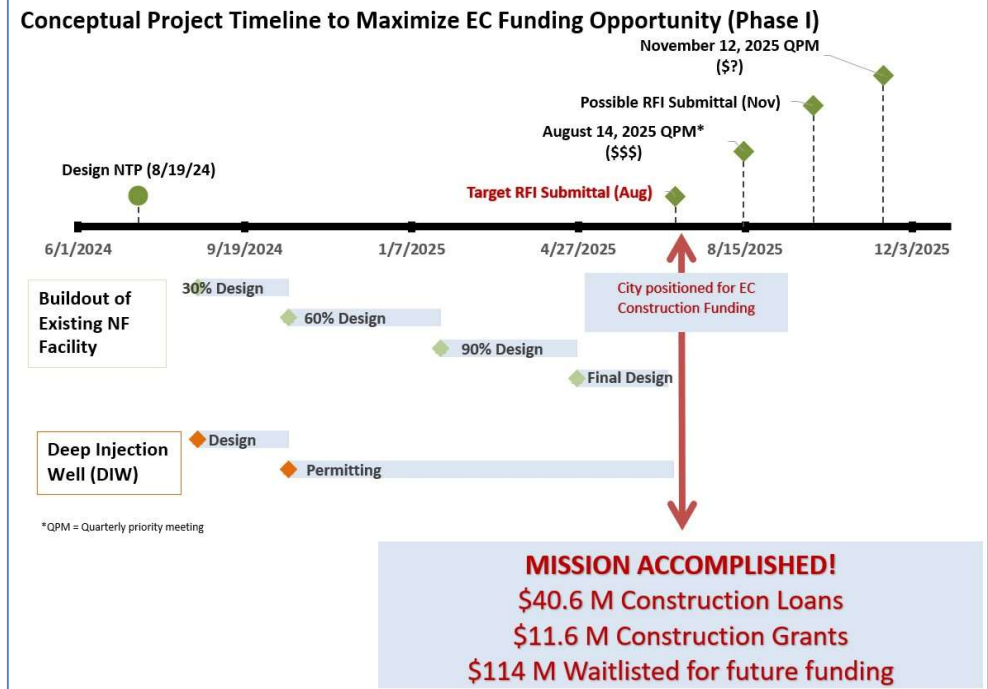 Conceptual Project Timeline to Maximize EC Funding Opportunity (Phase I)
November 12, 2025 QPM
($?)
Possible RFI Submittal (Nov)
August 14, 2025 QPM*
($$$)
Design NTP (8/19/24)
Target RFI Submittal (Aug)
6/1/2024
9/19/2024
1/7/2025
4/27/2025
8/15/2025
12/3/2025
Buildout of
Existing NF
Facility
30% Design
60% Design
90% Design
Final Design
City positioned for EC
Construction Funding
Deep Injection
Well (DIW)
Design
Permitting
*QPM = Quarterly priority meeting
MISSION ACCOMPLISHED!
$40.6 M Construction Loans
$11.6 M Construction Grants
$114 M Waitlisted for future funding